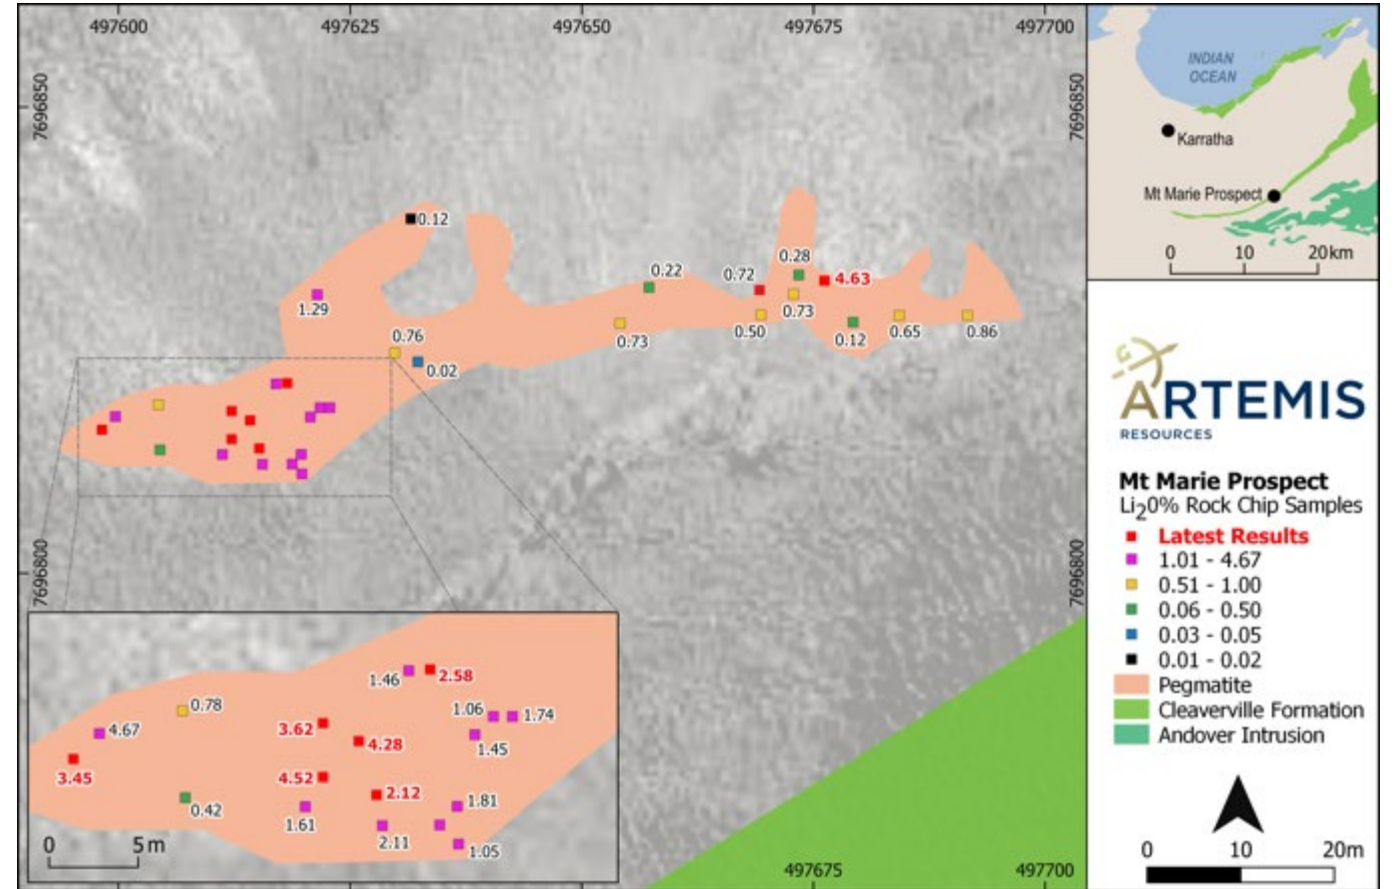 497600
497625
497650
497675
497700
7696850
7696850
0.12
1.29
0.76
0.02
0.22
0.73
0.72
0.28
4.63
0.73
0.50
0.12
0.65
0.86
7696800
7696800
1.46
2.58
0.78
4.67
3.62
4.28
1.06
1.74
1.45
3.45
4.52
2.12
0.42
1.61
1.81
2.11
1.05
0
5m
497675
497700
INDIAN
OCEAN
Karratha
Mt Marie Prospect
0
10
20km
ARTEMIS
RESOURCES
Mt Marie Prospect
Li20% Rock Chip Samples
Latest Results
1.01 - 4.67
0.51 - 1.00
0.06 - 0.50
0.03 - 0.05
0.01 - 0.02
Pegmatite
Cleaverville Formation
Andover Intrusion
0
10
20m